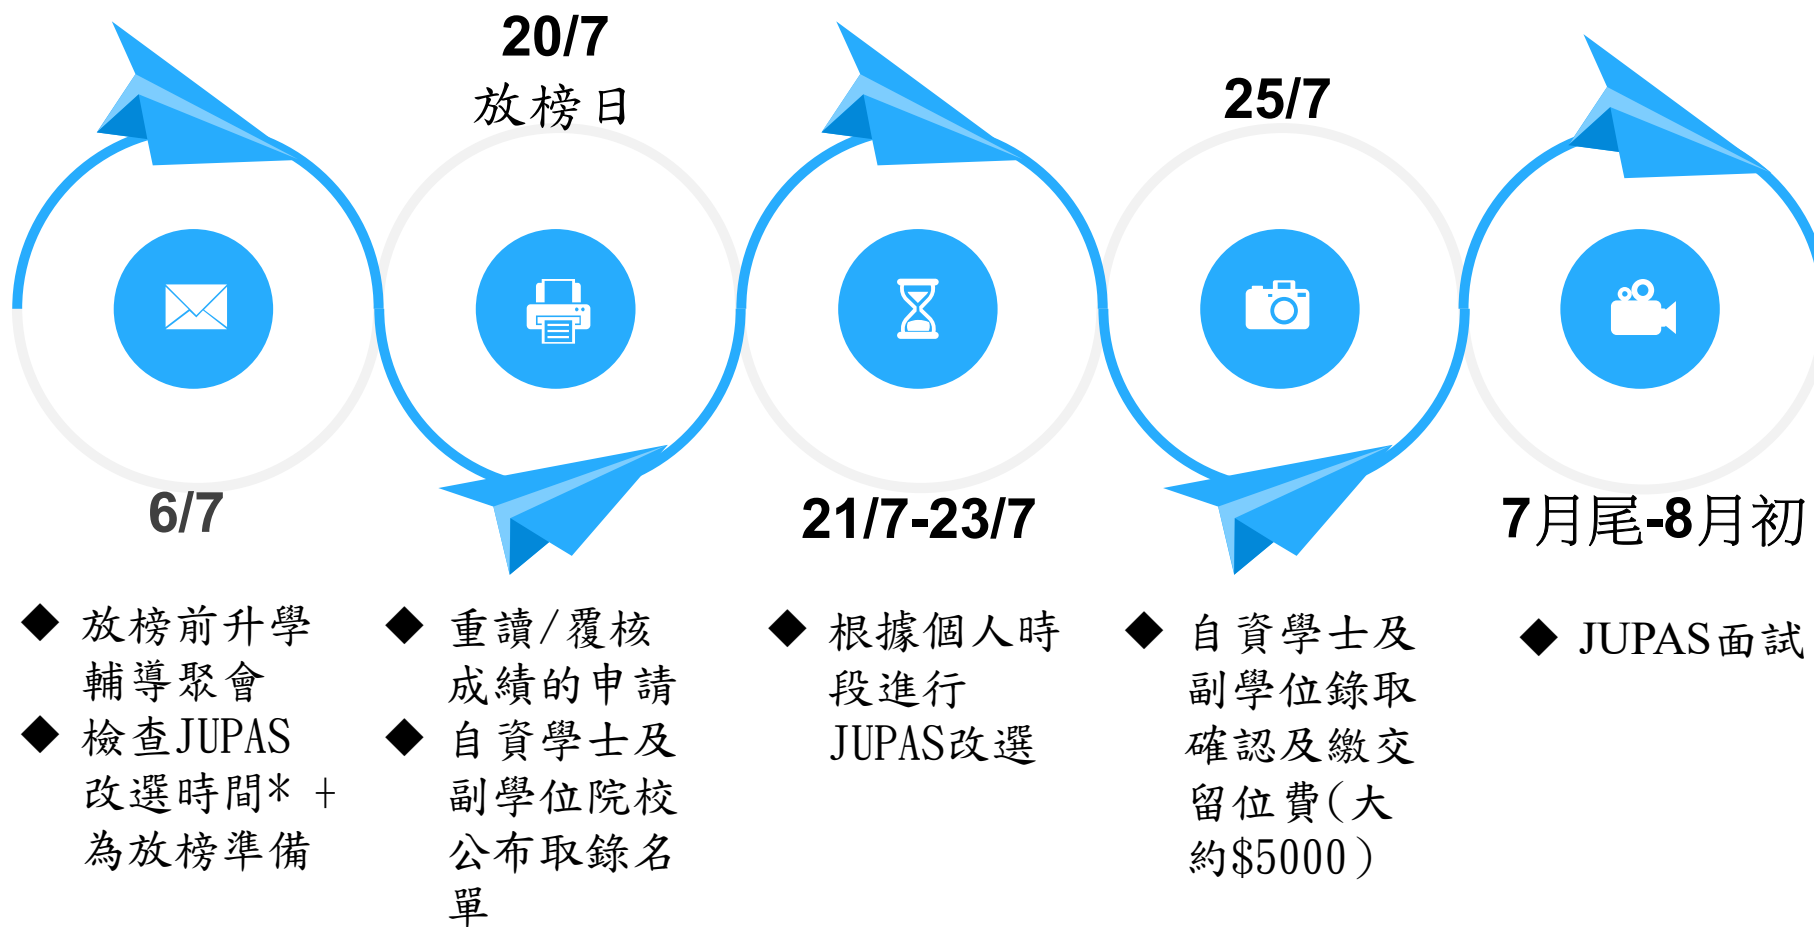 6/7
◆ 放榜前升學
輔導聚會
◆ 檢查JUPAS
改選時間* +
為放榜準備
20/7
放榜日
◆ 重讀/覆核
成績的申請
◆ 自資學士及
副學位院校
公布取錄名
單
21/7-23/7
◆ 根據個人時
段進行
JUPAS改選
25/7
◆ 自資學士及
副學位錄取
確認及繳交
留位費(大
約$5000)
7月尾-8月初
◆ JUPAS面試